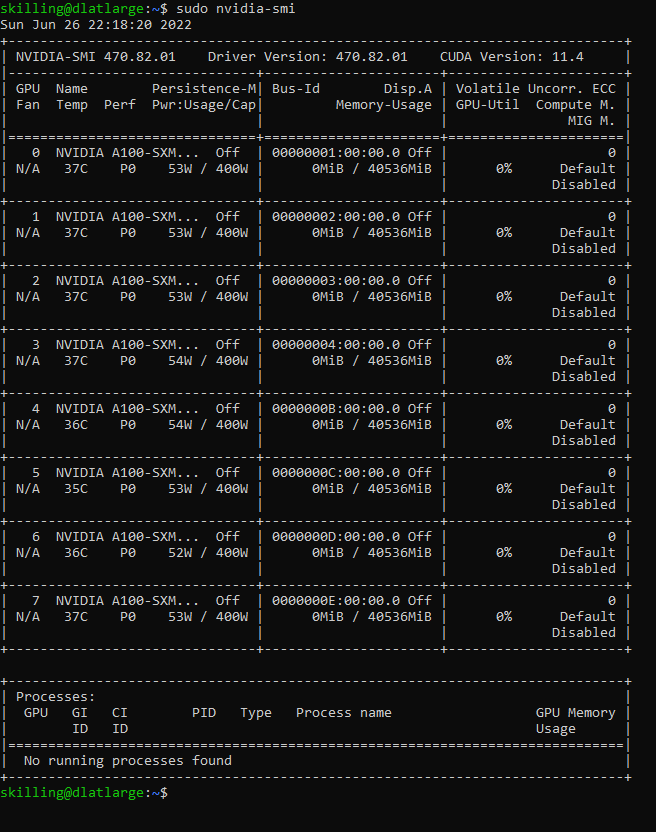 skilling@dlatlarge:~$ sudo nvidia-smi
Sun Jun 26 22:18:20 2022
+-----------------------------------------------------------------------------+
| NVIDIA-SMI 470.82.01    Driver Version: 470.82.01    CUDA Version: 11.4     |
|-------------------------------+----------------------+----------------------+
| GPU  Name        Persistence-M| Bus-Id        Disp.A | Volatile Uncorr. ECC |
| Fan  Temp  Perf  Pwr:Usage/Cap|         Memory-Usage | GPU-Util  Compute M. |
|                               |                      |               MIG M. |
|===============================+======================+======================|
|   0  NVIDIA A100-SXM...  Off  | 00000001:00:00.0 Off |                    0 |
| N/A   37C    P0    53W / 400W |      0MiB / 40536MiB |      0%      Default |
|                               |                      |             Disabled |
+-------------------------------+----------------------+----------------------+
|   1  NVIDIA A100-SXM...  Off  | 00000002:00:00.0 Off |                    0 |
| N/A   37C    P0    53W / 400W |      0MiB / 40536MiB |      0%      Default |
|                               |                      |             Disabled |
+-------------------------------+----------------------+----------------------+
|   2  NVIDIA A100-SXM...  Off  | 00000003:00:00.0 Off |                    0 |
| N/A   37C    P0    53W / 400W |      0MiB / 40536MiB |      0%      Default |
|                               |                      |             Disabled |
+-------------------------------+----------------------+----------------------+
|   3  NVIDIA A100-SXM...  Off  | 00000004:00:00.0 Off |                    0 |
| N/A   37C    P0    54W / 400W |      0MiB / 40536MiB |      0%      Default |
|                               |                      |             Disabled |
+-------------------------------+----------------------+----------------------+
|   4  NVIDIA A100-SXM...  Off  | 0000000B:00:00.0 Off |                    0 |
| N/A   36C    P0    54W / 400W |      0MiB / 40536MiB |      0%      Default |
|                               |                      |             Disabled |
+-------------------------------+----------------------+----------------------+
|   5  NVIDIA A100-SXM...  Off  | 0000000C:00:00.0 Off |                    0 |
| N/A   35C    P0    53W / 400W |      0MiB / 40536MiB |      0%      Default |
|                               |                      |             Disabled |
+-------------------------------+----------------------+----------------------+
|   6  NVIDIA A100-SXM...  Off  | 0000000D:00:00.0 Off |                    0 |
| N/A   36C    P0    52W / 400W |      0MiB / 40536MiB |      0%      Default |
|                               |                      |             Disabled |
+-------------------------------+----------------------+----------------------+
|   7  NVIDIA A100-SXM...  Off  | 0000000E:00:00.0 Off |                    0 |
| N/A   37C    P0    53W / 400W |      0MiB / 40536MiB |      0%      Default |
|                               |                      |             Disabled |
+-------------------------------+----------------------+----------------------+

+-----------------------------------------------------------------------------+
| Processes:                                                                  |
|  GPU   GI   CI        PID   Type   Process name                  GPU Memory |
|        ID   ID                                                   Usage      |
|=============================================================================|
|  No running processes found                                                 |
+-----------------------------------------------------------------------------+
skilling@dlatlarge:~$